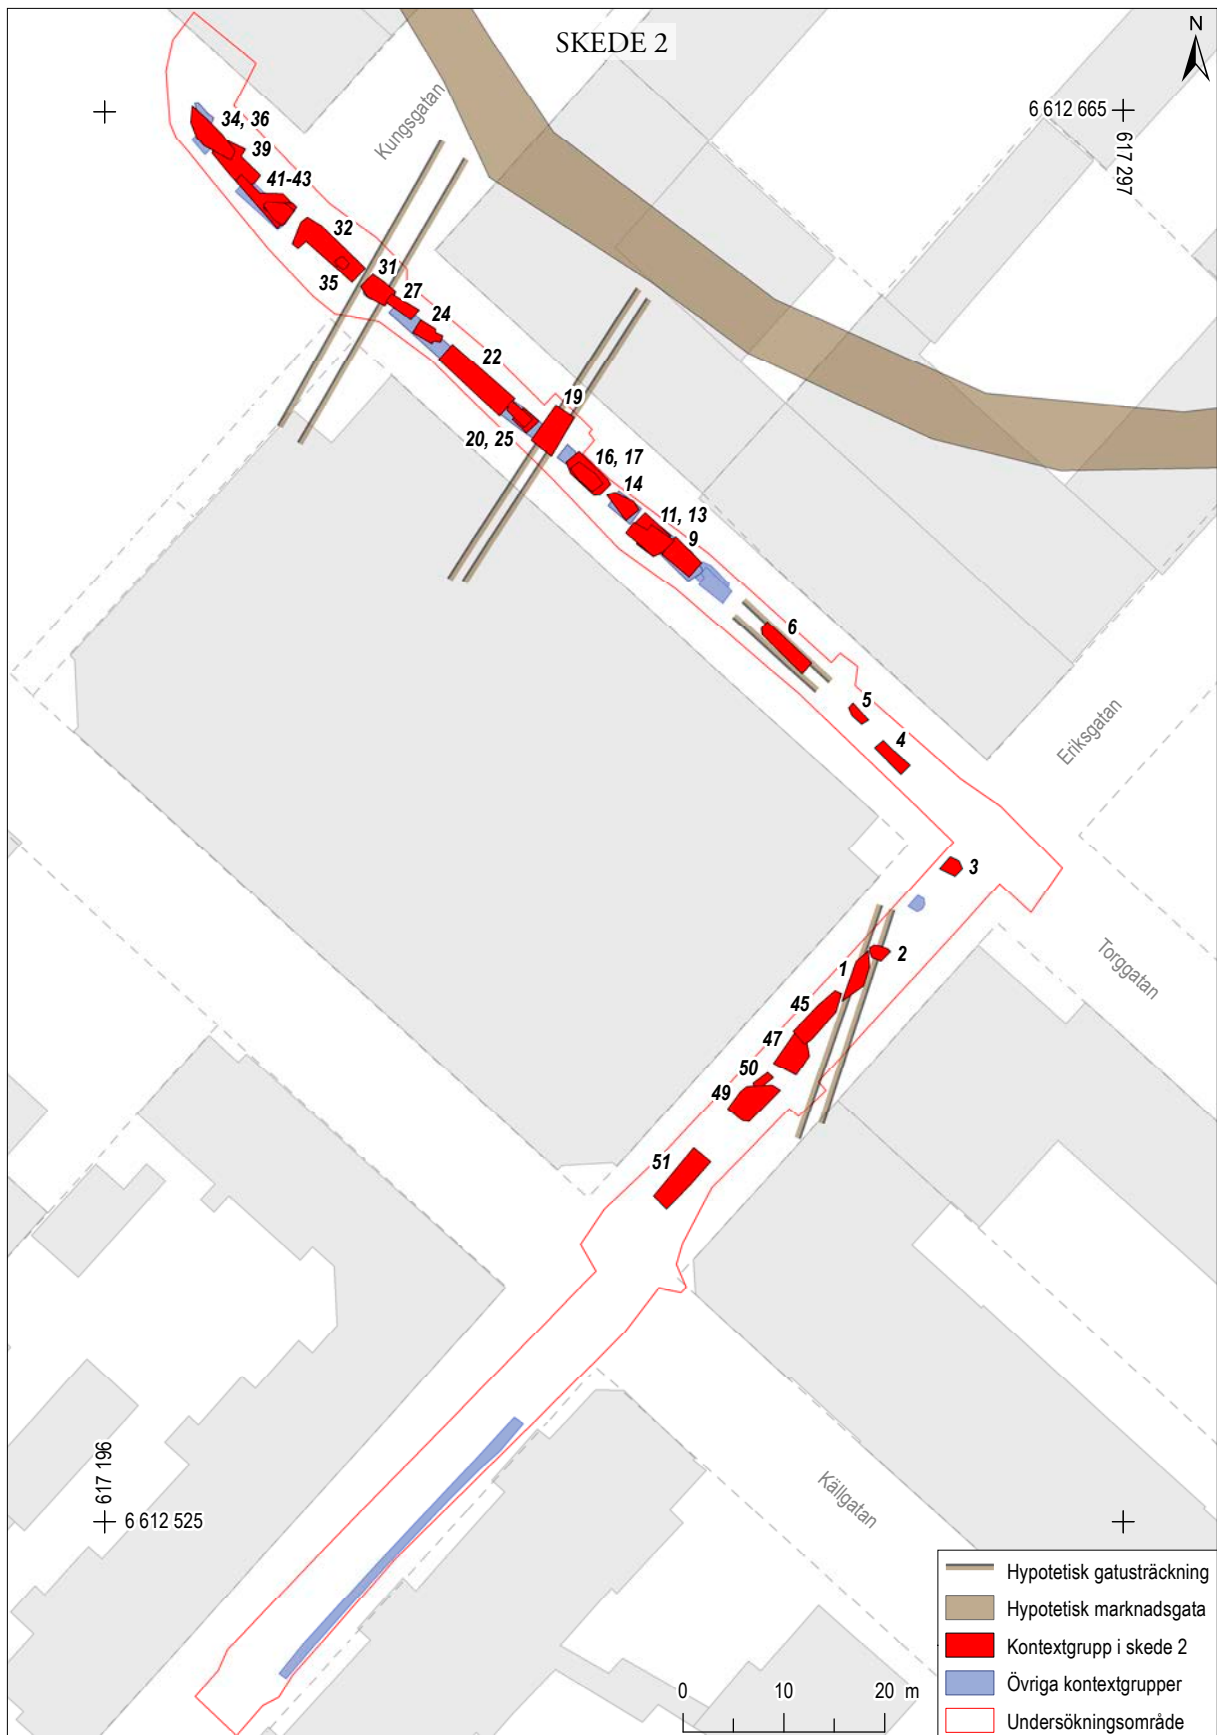 SKEDE 2
N
6 612 665
617 297
Kungsgatan
34, 36
39
41-43
32
35
31
27
24
22
20, 25
19
16, 17
14
11, 13
9
6
5
4
Eriksgatan
3
2
1
Torggatan
45
47
50
49
51
Källgatan
617 196
6 612 525
Hypotetisk gatusträckning
Hypotetisk marknadsgata
Kontextgrupp i skede 2
Övriga kontextgrupper
Undersökningsområde
0 10 20 m